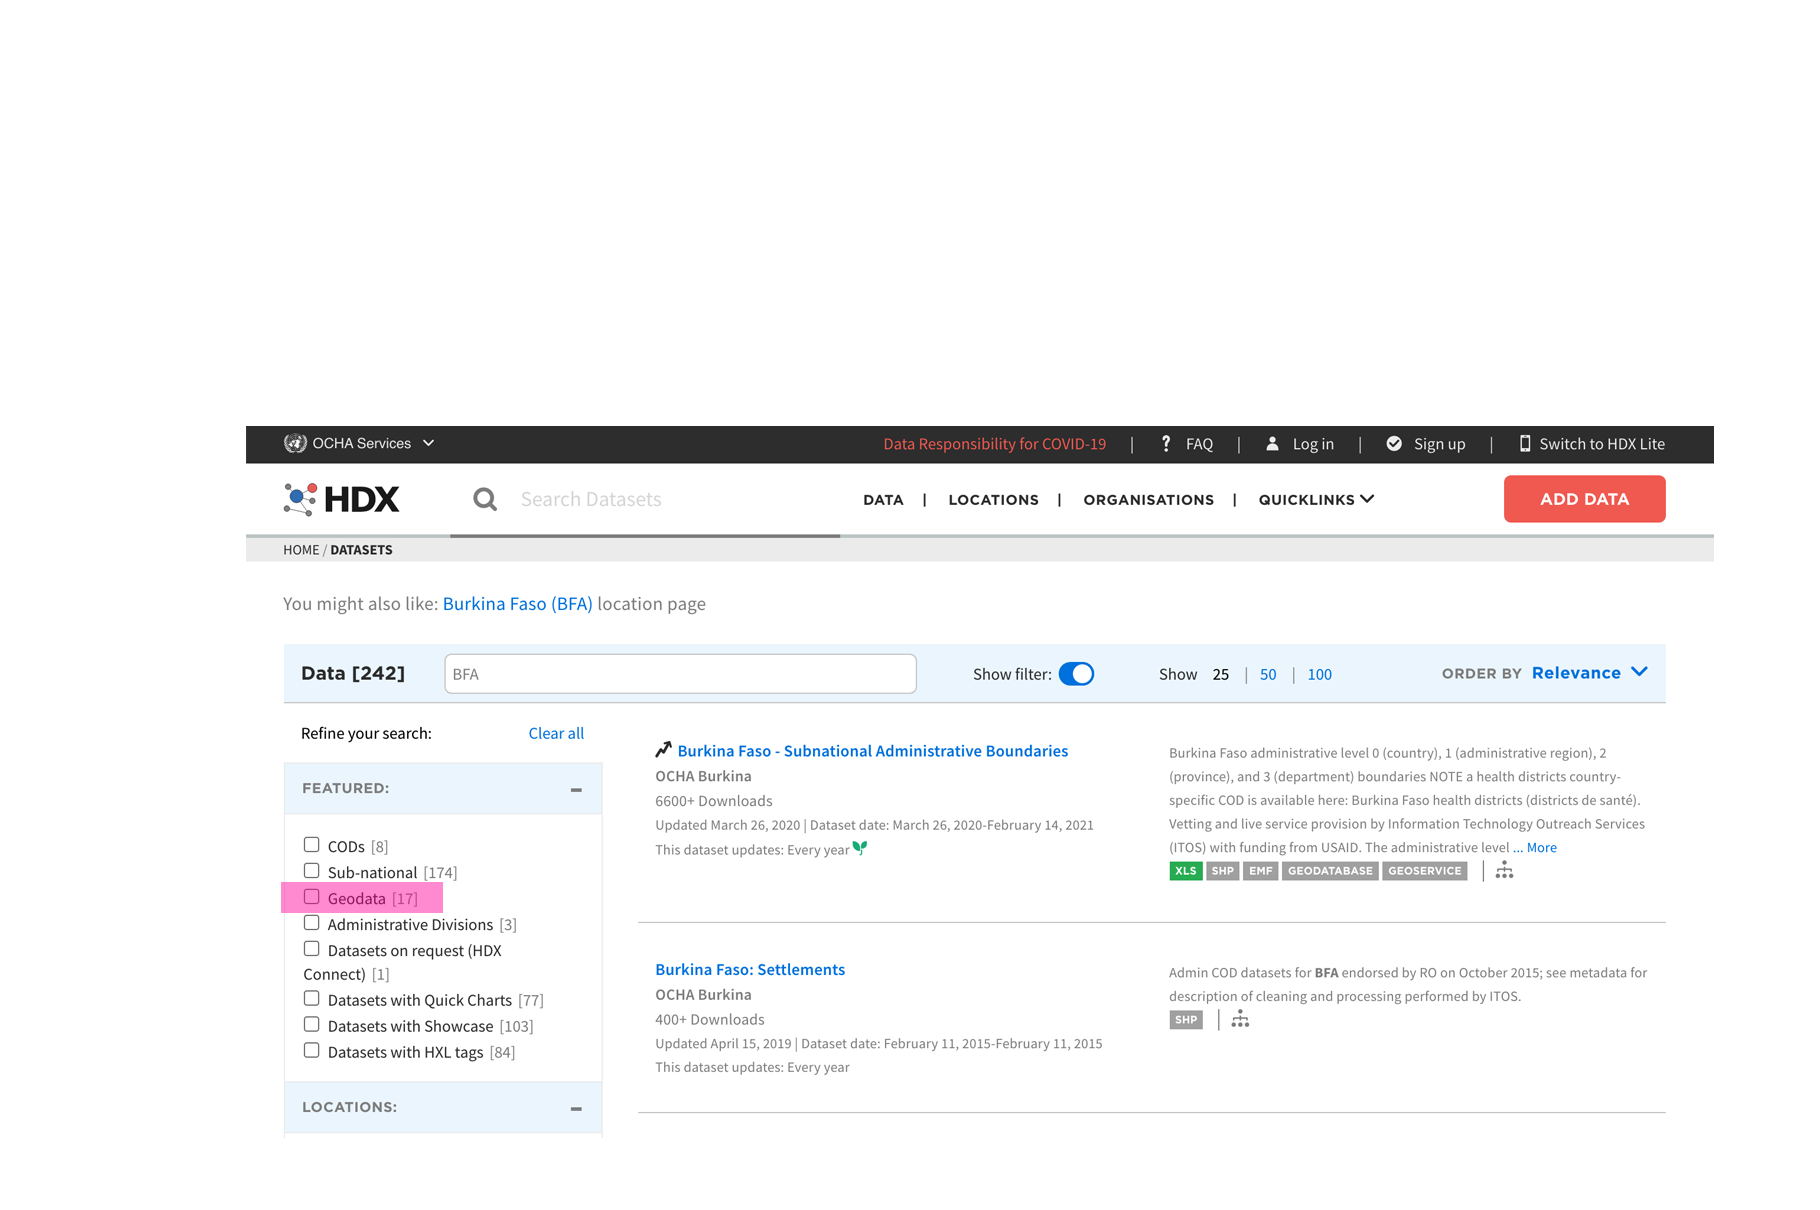 OCHA Services
Data Responsibility for COVID-19 | ? FAQ | Log in | Sign up | Switch to HDX Lite
HDX
Search Datasets
DATA | LOCATIONS | ORGANISATIONS | QUICKLINKS
ADD DATA
HOME / DATASETS
You might also like: Burkina Faso (BFA) location page
Data [242]
BFA
Show filter:
Show 25 | 50 | 100
ORDER BY Relevance
Refine your search:
Clear all
FEATURED:
CODs [8]
Sub-national [174]
Geodata [17]
Administrative Divisions [3]
Datasets on request (HDX
Connect) [1]
Datasets with Quick Charts [77]
Datasets with Showcase [103]
Datasets with HXL tags [84]
LOCATIONS:
Burkina Faso - Subnational Administrative Boundaries
OCHA Burkina
6600+ Downloads
Updated March 26, 2020 | Dataset date: March 26, 2020-February 14, 2021
This dataset updates: Every year
Burkina Faso administrative level 0 (country), 1 (administrative region), 2
(province), and 3 (department) boundaries NOTE a health districts country-
specific COD is available here: Burkina Faso health districts (districts de santé).
Vetting and live service provision by Information Technology Outreach Services
(ITOS) with funding from USAID. The administrative level ... More
XLS SHP EMF GEODATABASE GEOSERVICE
Burkina Faso: Settlements
OCHA Burkina
400+ Downloads
Updated April 15, 2019 | Dataset date: February 11, 2015-February 11, 2015
This dataset updates: Every year
Admin COD datasets for BFA endorsed by RO on October 2015; see metadata for
description of cleaning and processing performed by ITOS.
SHP